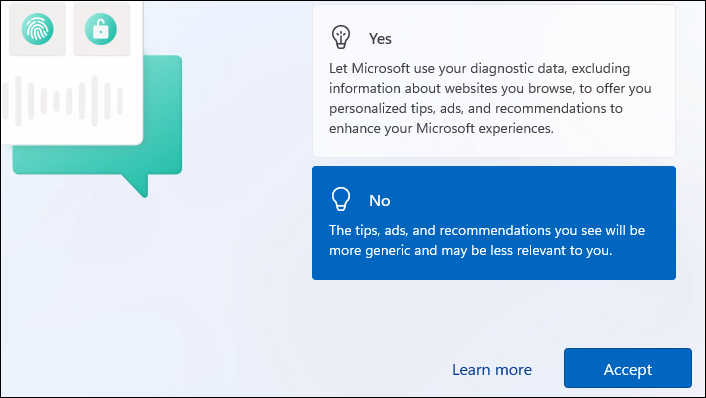 Yes
Let Microsoft use your diagnostic data, excluding
information about websites you browse, to offer you
personalized tips, ads, and recommendations to
enhance your Microsoft experiences.
No
The tips, ads, and recommendations you see will be
more generic and may be less relevant to you.
Learn more
Accept